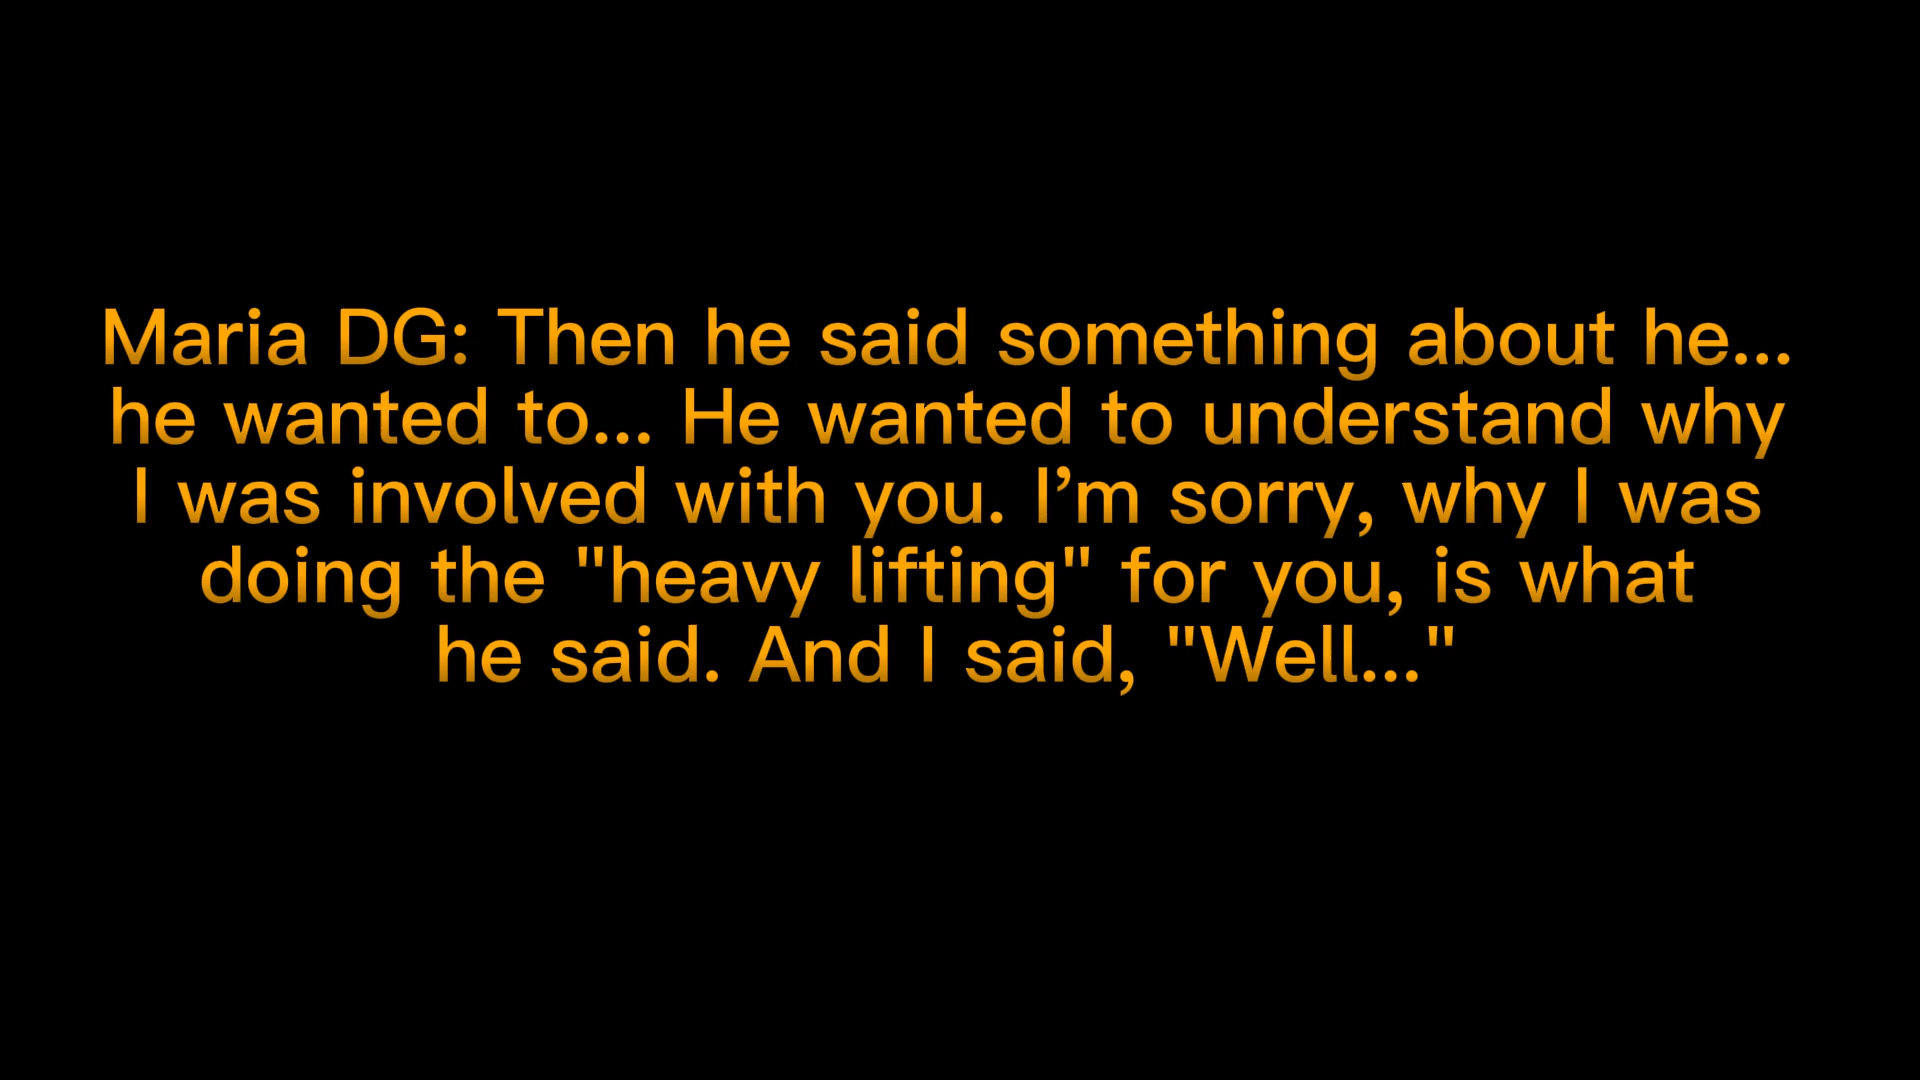 Maria DG: Then he said something about he...
he wanted to... He wanted to understand why
I was involved with you. I’m sorry, why I was
doing the "heavy lifting" for you, is what
he said. And I said, "Well..."